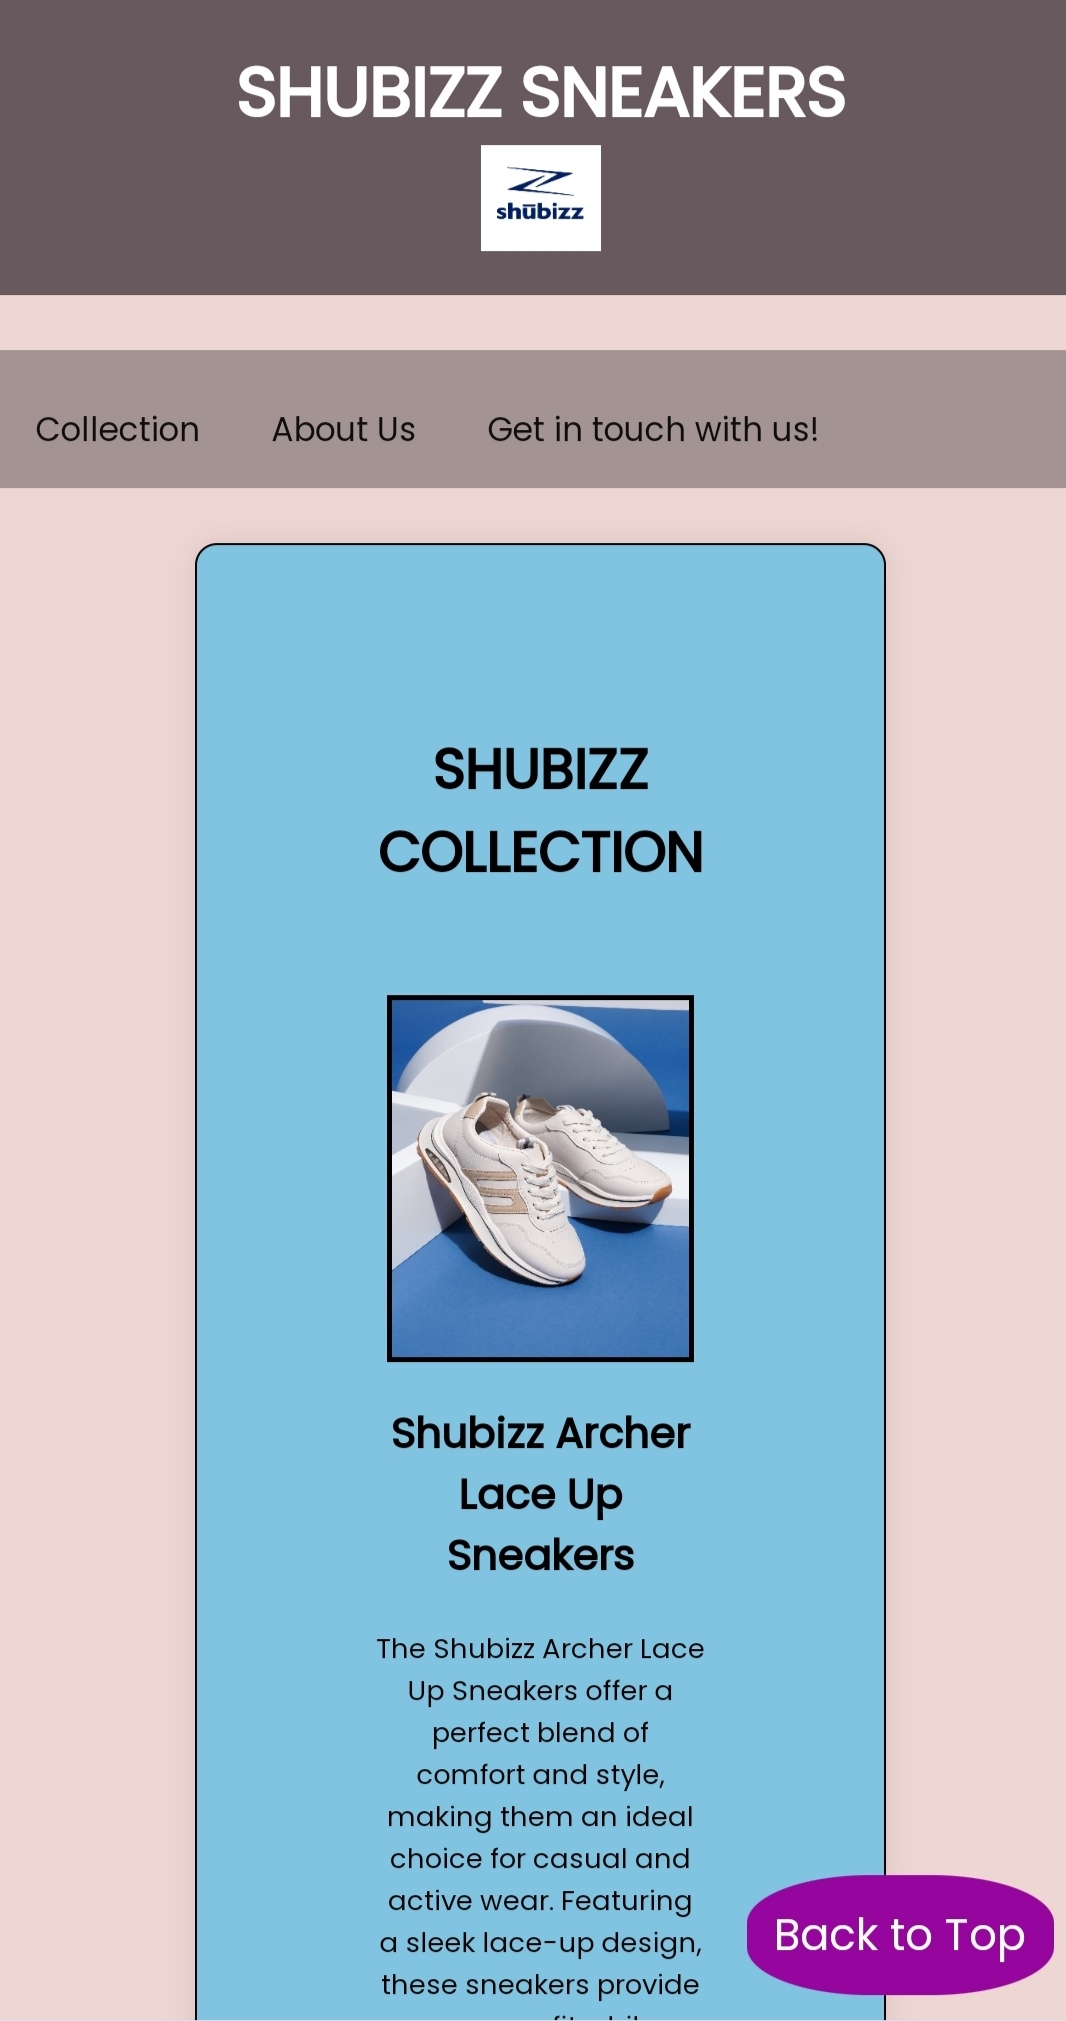 SHUBIZZ SNEAKERS
shūbizz
Collection About Us Get in touch with us!
SHUBIZZ
COLLECTION
Shubizz Archer
Lace Up
Sneakers
The Shubizz Archer Lace
Up Sneakers offer a
perfect blend of
comfort and style,
making them an ideal
choice for casual and
active wear. Featuring
a sleek lace-up design,
these sneakers provide
Back to Top